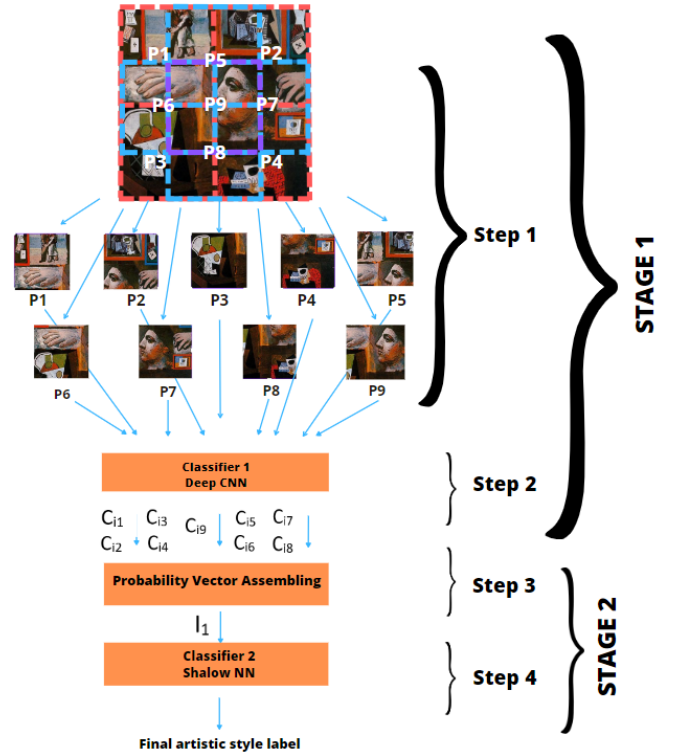 P1 P5 P2
P6 P9 P7
P3 P8 P4
Step 1
STAGE 1
P1 P2 P3 P4 P5
P6 P7 P8 P9
Classifier 1
Deep CNN
Step 2
Ci1 Ci3 Ci9 Ci5 Ci7
Ci2 Ci4 Ci6 Ci8
Probability Vector Assembling
Step 3
STAGE 2
I1
Classifier 2
Shalow NN
Step 4
Final artistic style label